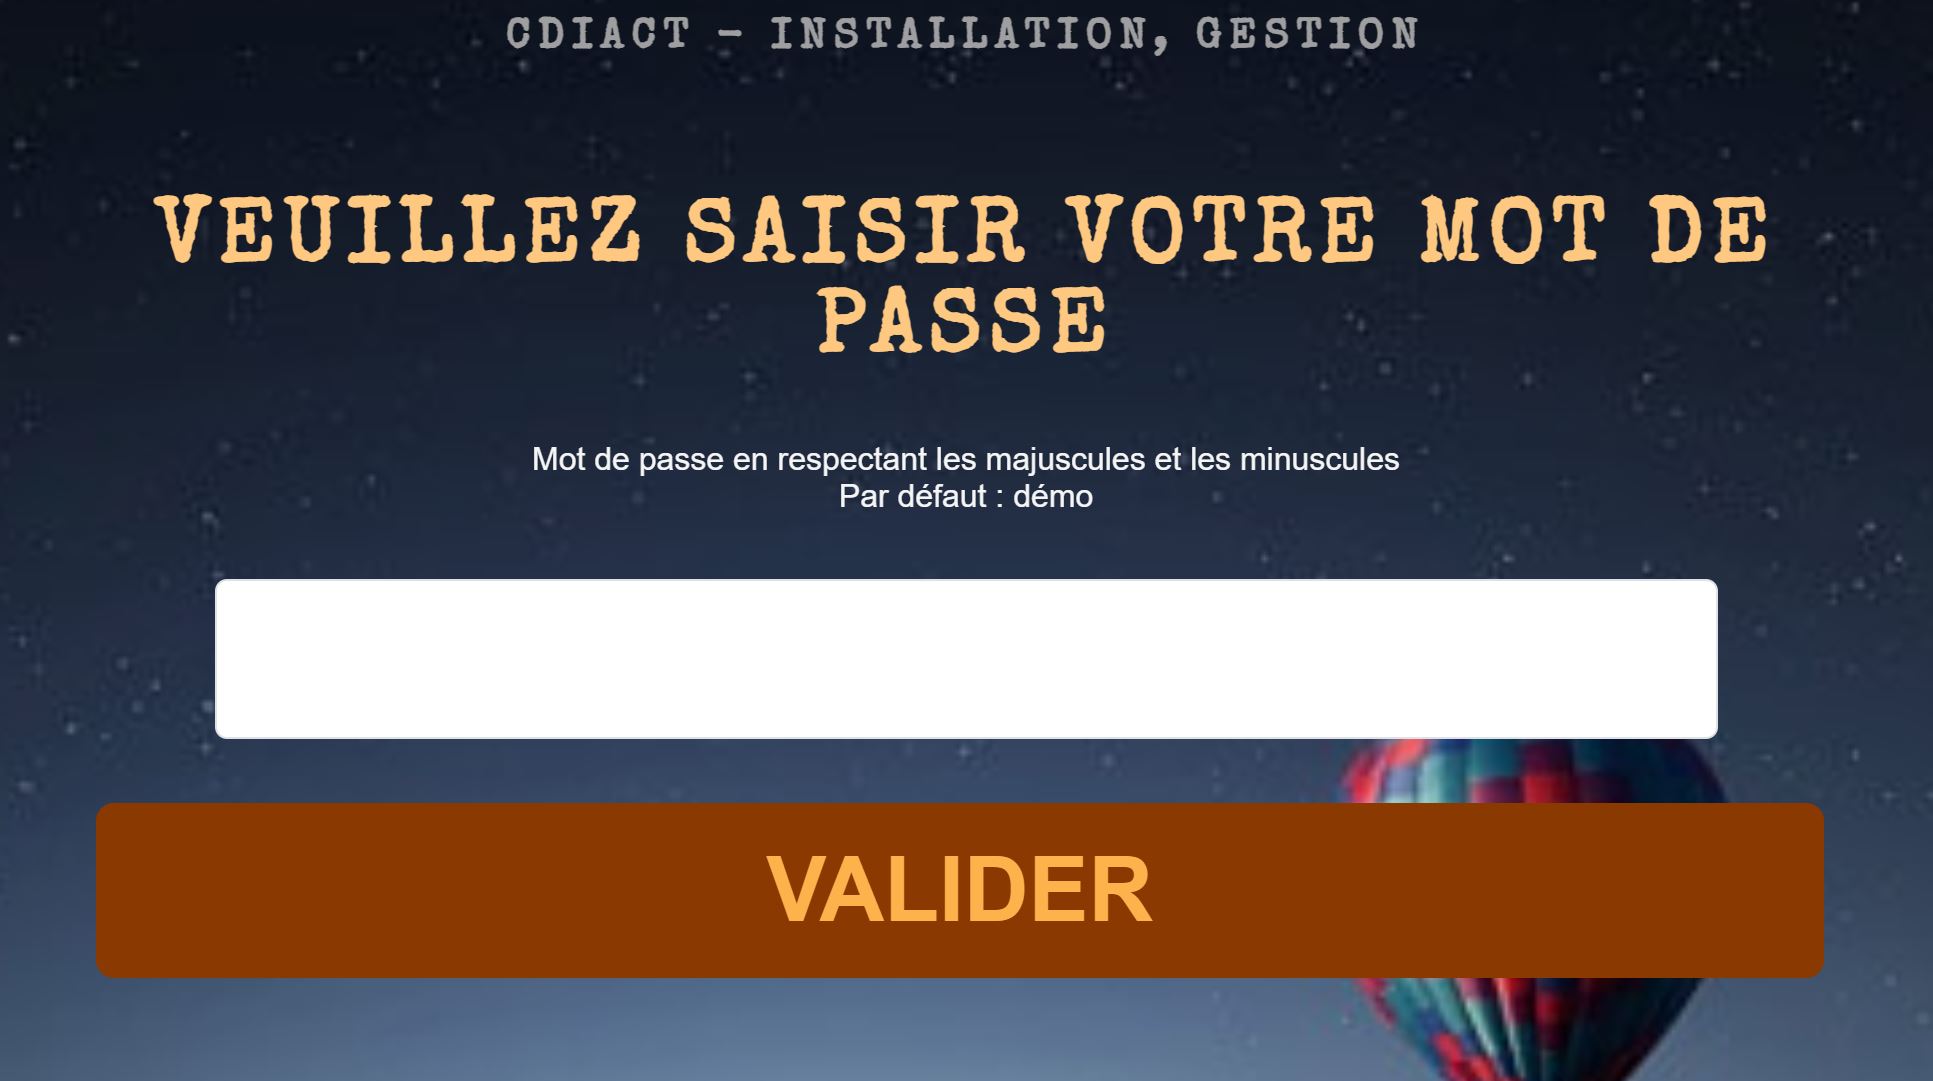 CDIACT - INSTALLATION, GESTION
VEUILLEZ SAISIR VOTRE MOT DE
PASSE
Mot de passe en respectant les majuscules et les minuscules
Par défaut : démo
VALIDER